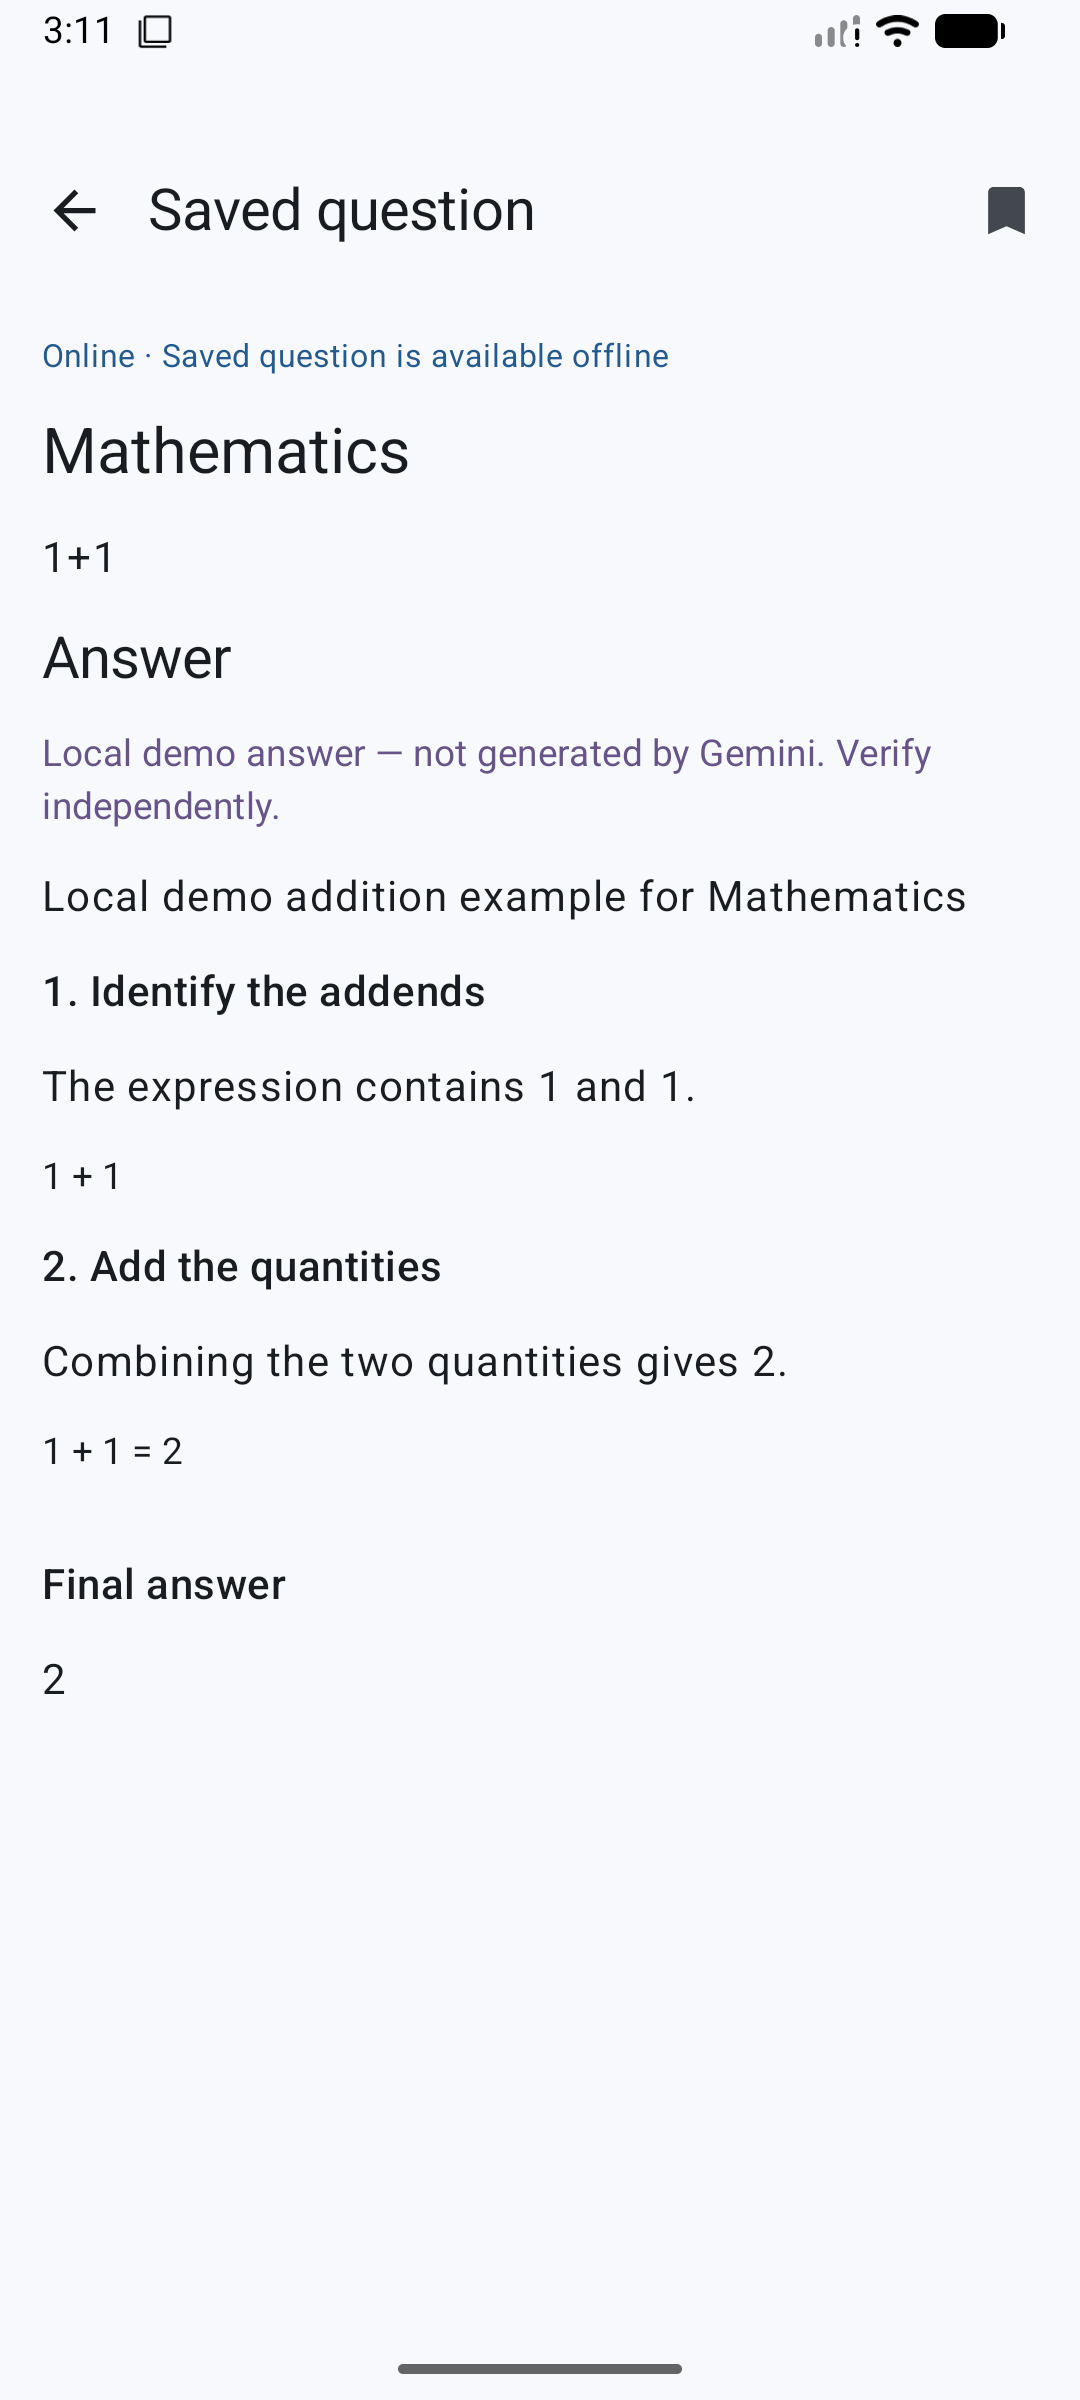 3:11
Saved question
Online · Saved question is available offline
Mathematics
1+1
Answer
Local demo answer — not generated by Gemini. Verify
independently.
Local demo addition example for Mathematics
1. Identify the addends
The expression contains 1 and 1.
1 + 1
2. Add the quantities
Combining the two quantities gives 2.
1 + 1 = 2
Final answer
2